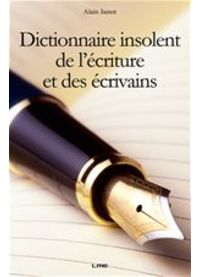 Alain Jamot
Dictionnaire insolent
de l'écriture
et des écrivains